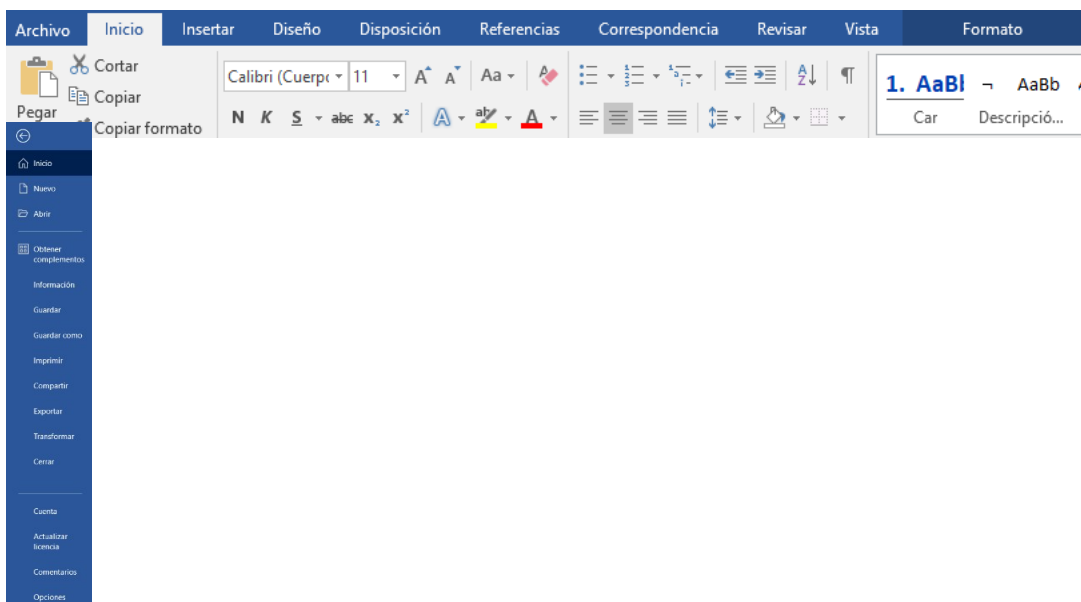 Archivo Inicio Insertar Diseño Disposición Referencias Correspondencia Revisar Vista Formato
Cortar
Calibri (Cuerpo 11 A A Aa
1. AaBb ¬ AaBb
Copiar
Pegar
Copiar formato
N K S abc x₂ x² A aby A
Car Descripció...
Inicio
Nuevo
Abrir
Obtener
complementos
Información
Guardar
Guardar como
Imprimir
Compartir
Exportar
Transformar
Cerrar
Cuenta
Actualizar
licencia
Comentarios
Opciones